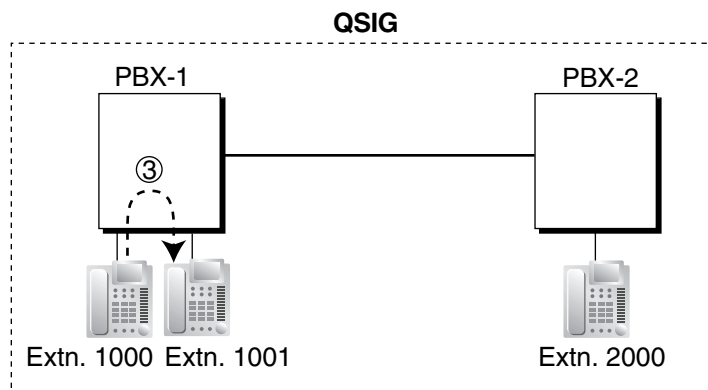 QSIG
PBX-1
PBX-2
③
Extn. 1000
Extn. 1001
Extn. 2000